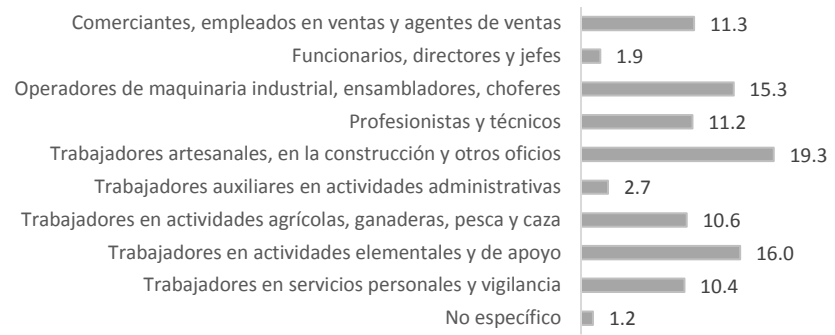 Comerciantes, empleados en ventas y agentes de ventas 11.3
Funcionarios, directores y jefes 1.9
Operadores de maquinaria industrial, ensambladores, choferes 15.3
Profesionistas y técnicos 11.2
Trabajadores artesanales, en la construcción y otros oficios 19.3
Trabajadores auxiliares en actividades administrativas 2.7
Trabajadores en actividades agrícolas, ganaderas, pesca y caza 10.6
Trabajadores en actividades elementales y de apoyo 16.0
Trabajadores en servicios personales y vigilancia 10.4
No específico 1.2